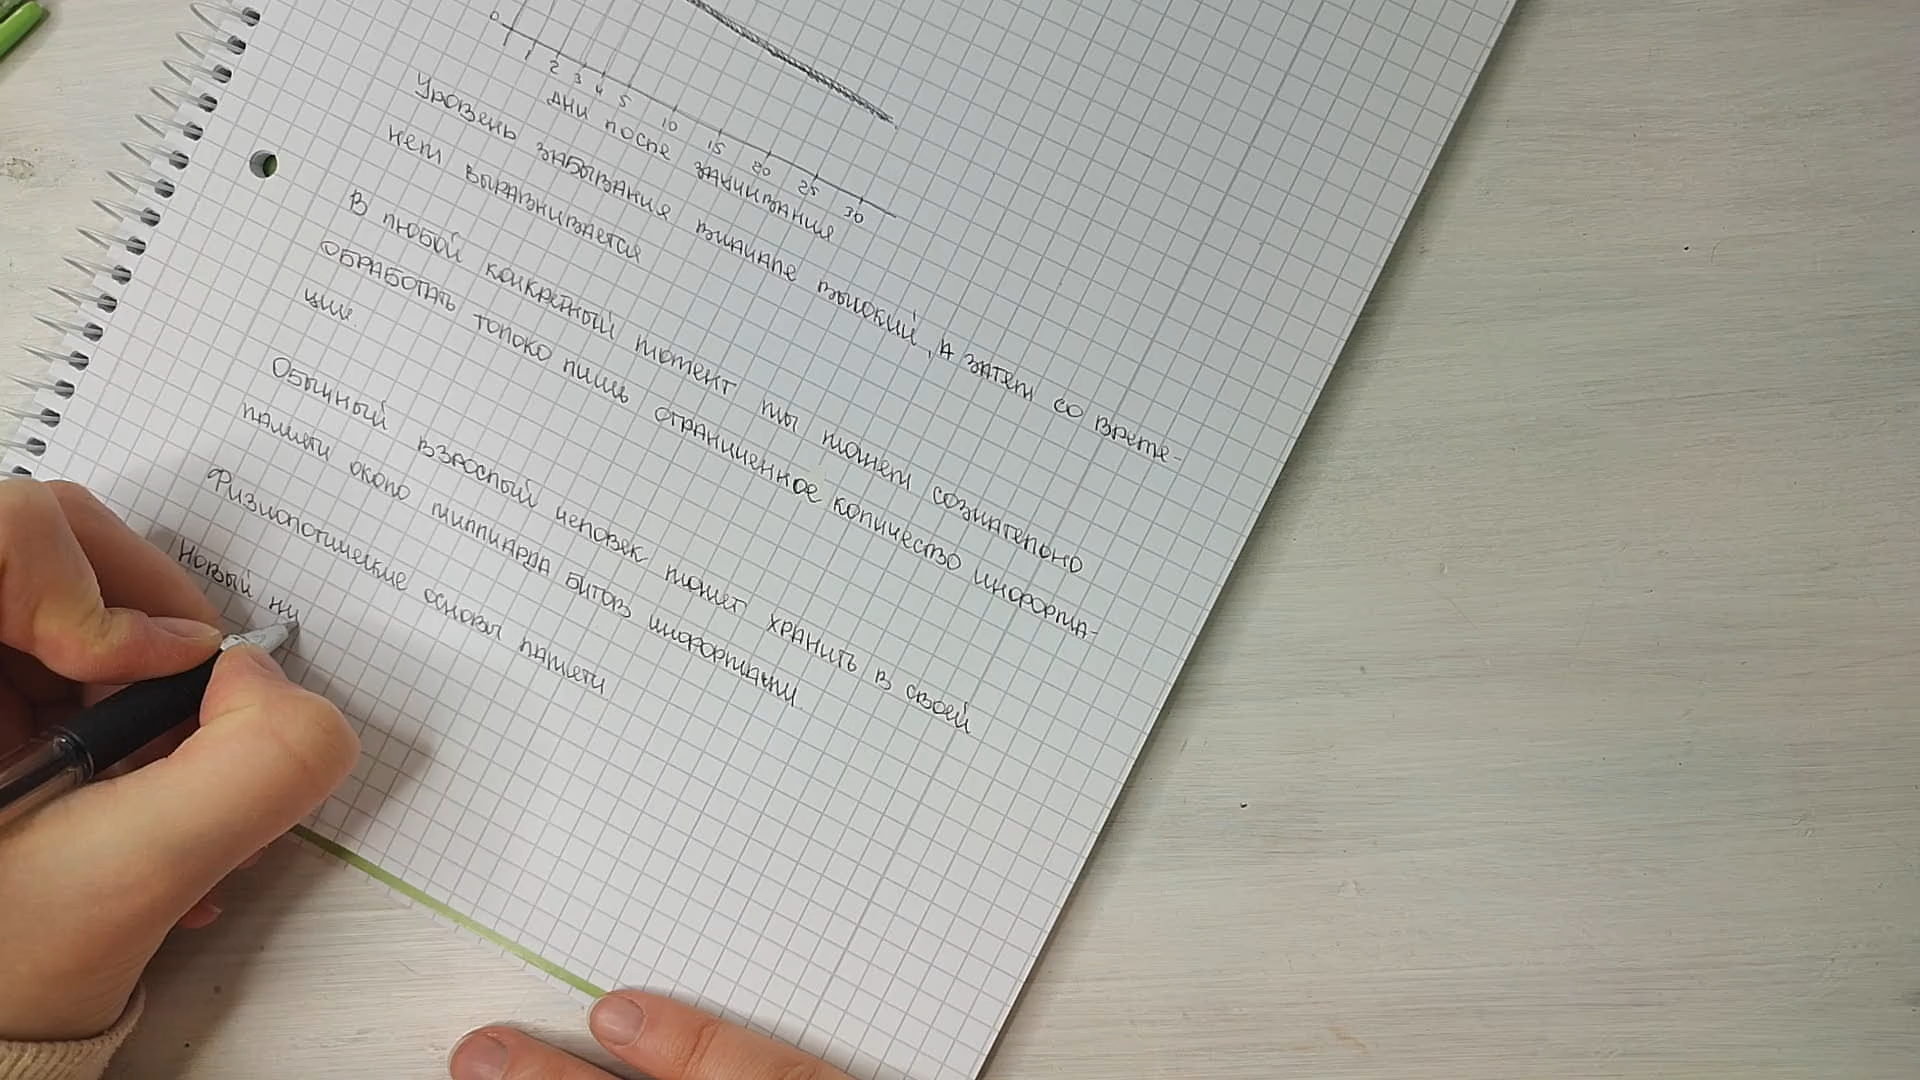 0 1 2 3 4 5 10 15 20 25 30
дни после заучивания
Уровень забывания вначале высокий, а затем со време-
нем выравнивается
В любой конкретный момент мы можем сознательно
обработать только лишь ограниченное количество информа-
ции.
Обычный взрослый человек может хранить в своей
памяти около миллиарда битов информации.
Физиологические основы памяти
Новый ни